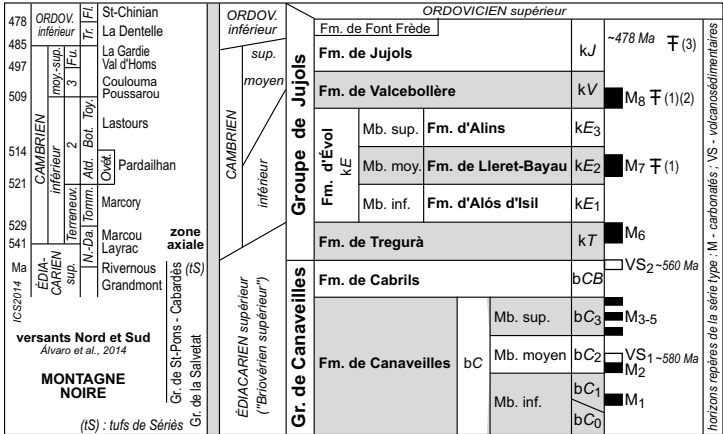 ORDOVICIEN supérieur
478
485
497
509
514
521
529
541
Ma
ICS2014
ORDOV.
inférieur
CAMBRIEN
moy.-sup.
inférieur
ÉDIA-
CARIEN
sup.
Fu.
3
2
Terreneuv.
Fl.
Tr.
Toy.
Bot.
Atd.
Ovét.
Tomm.
N.-Da.
St-Chinian
La Dentelle
La Gardie
Val d'Homs
Coulouma
Poussarou
Lastours
Pardailhan
Marcory
Marcou
Layrac
Rivernous
Grandmont
zone
axiale
(tS)
Gr. de St-Pons - Cabardès
Gr. de la Salvetat
versants Nord et Sud
Álvaro et al., 2014
MONTAGNE
NOIRE
(tS) : tufs de Sériès
ORDOV.
inférieur
sup.
moyen
CAMBRIEN
inférieur
ÉDIACARIEN supérieur
("Briovérien supérieur")
Groupe de Jujols
Fm. de Font Frède
Fm. de Jujols
kJ
Fm. de Valcebollère
kV
Fm. d'Évol
kE
Mb. sup.
Fm. d'Alins
kE3
Mb. moy.
Fm. de Lleret-Bayau
kE2
Mb. inf.
Fm. d'Alós d'Isil
kE1
Fm. de Tregurà
kT
Gr. de Canaveilles
Fm. de Cabrils
bCB
Fm. de Canaveilles
bC
Mb. sup.
bC3
Mb. moyen
bC2
Mb. inf.
bC1
bC0
~478 Ma
(3)
M8
(1)(2)
M7
(1)
M6
VS2 ~560 Ma
M3-5
VS1 ~580 Ma
M2
M1
horizons repères de la série type : M - carbonatés ; VS - volcanosédimentaires